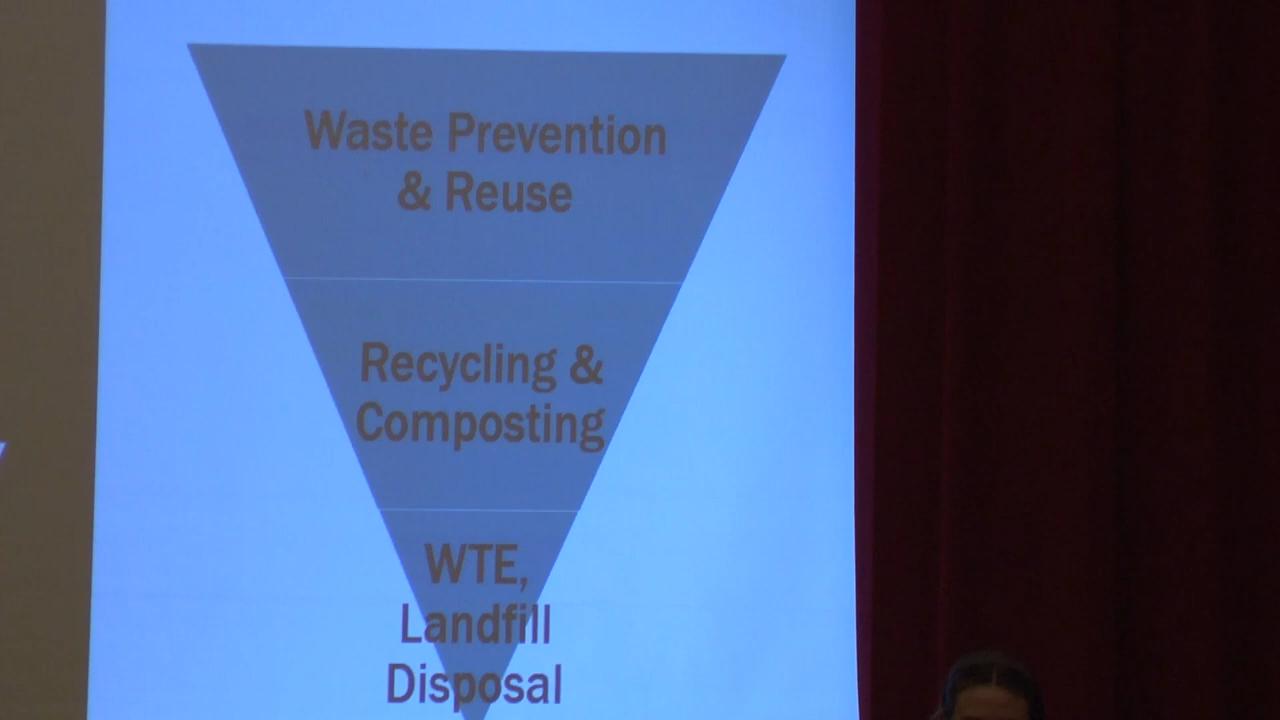 Waste Prevention
& Reuse
Recycling &
Composting
WTE,
Landfill
Disposal